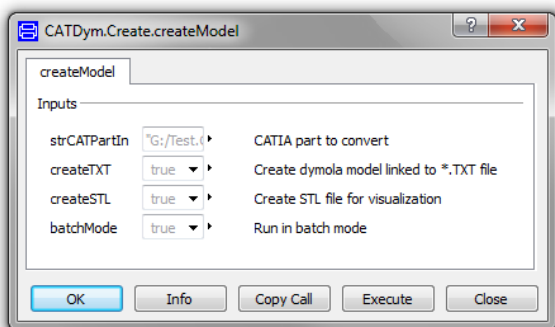 CATDym.Create.createModel
createModel
Inputs
strCATPartIn "G:/Test. CATIA part to convert
createTXT true Create dymola model linked to *.TXT file
createSTL true Create STL file for visualization
batchMode true Run in batch mode
OK Info Copy Call Execute Close